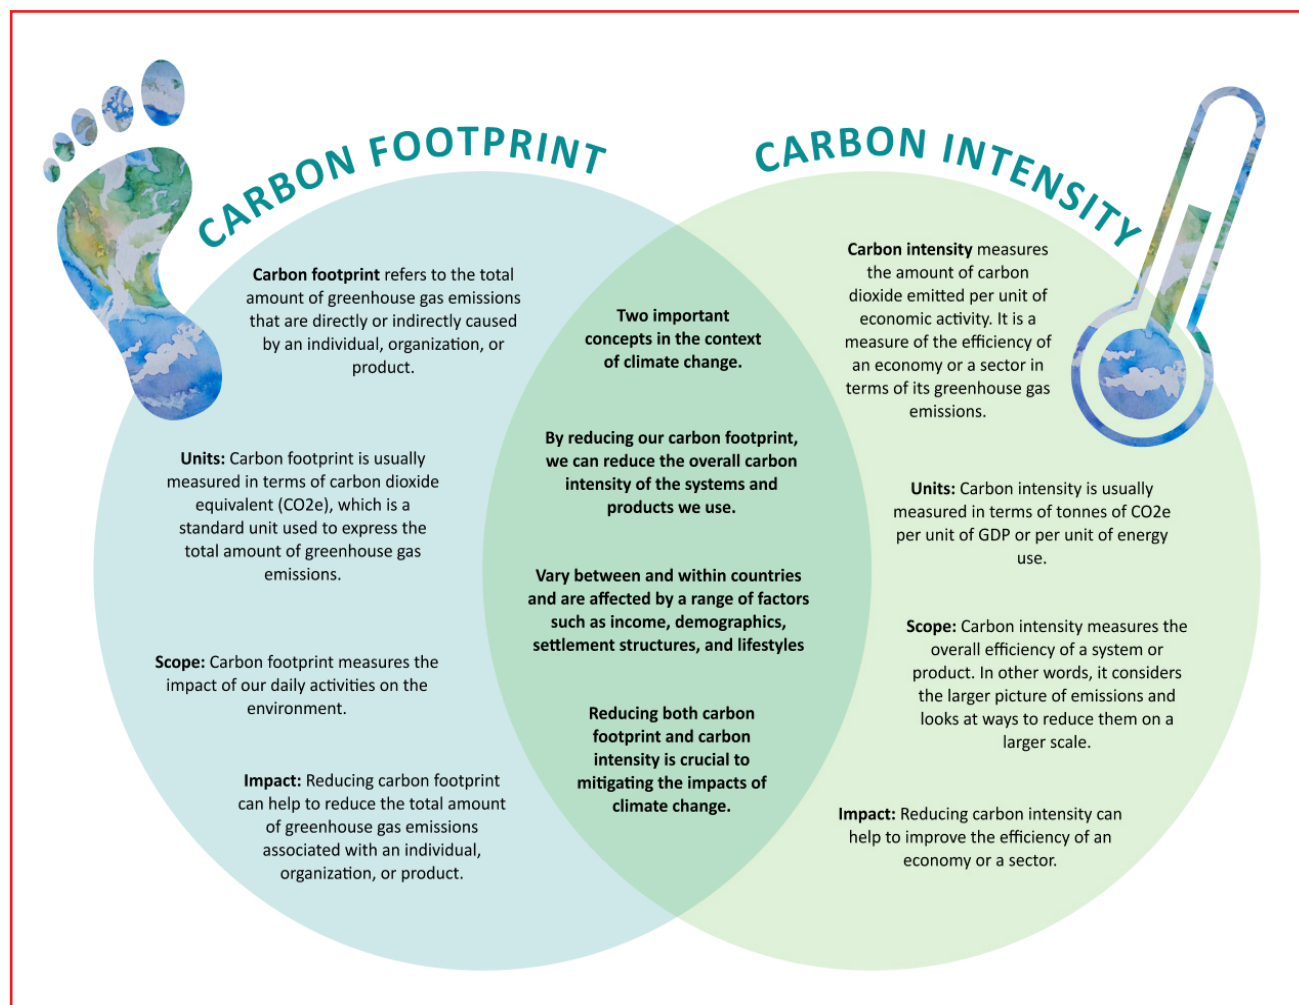 CARBON FOOTPRINT
Carbon footprint refers to the total
amount of greenhouse gas emissions
that are directly or indirectly caused
by an individual, organization, or
product.
Units: Carbon footprint is usually
measured in terms of carbon dioxide
equivalent (CO2e), which is a
standard unit used to express the
total amount of greenhouse gas
emissions.
Scope: Carbon footprint measures the
impact of our daily activities on the
environment.
Impact: Reducing carbon footprint
can help to reduce the total amount
of greenhouse gas emissions
associated with an individual,
organization, or product.
Two important
concepts in the context
of climate change.
By reducing our carbon footprint,
we can reduce the overall carbon
intensity of the systems and
products we use.
Vary between and within countries
and are affected by a range of factors
such as income, demographics,
settlement structures, and lifestyles
Reducing both carbon
footprint and carbon
intensity is crucial to
mitigating the impacts of
climate change.
CARBON INTENSITY
Carbon intensity measures
the amount of carbon
dioxide emitted per unit of
economic activity. It is a
measure of the efficiency of
an economy or a sector in
terms of its greenhouse gas
emissions.
Units: Carbon intensity is usually
measured in terms of tonnes of CO2e
per unit of GDP or per unit of energy
use.
Scope: Carbon intensity measures the
overall efficiency of a system or
product. In other words, it considers
the larger picture of emissions and
looks at ways to reduce them on a
larger scale.
Impact: Reducing carbon intensity can
help to improve the efficiency of an
economy or a sector.